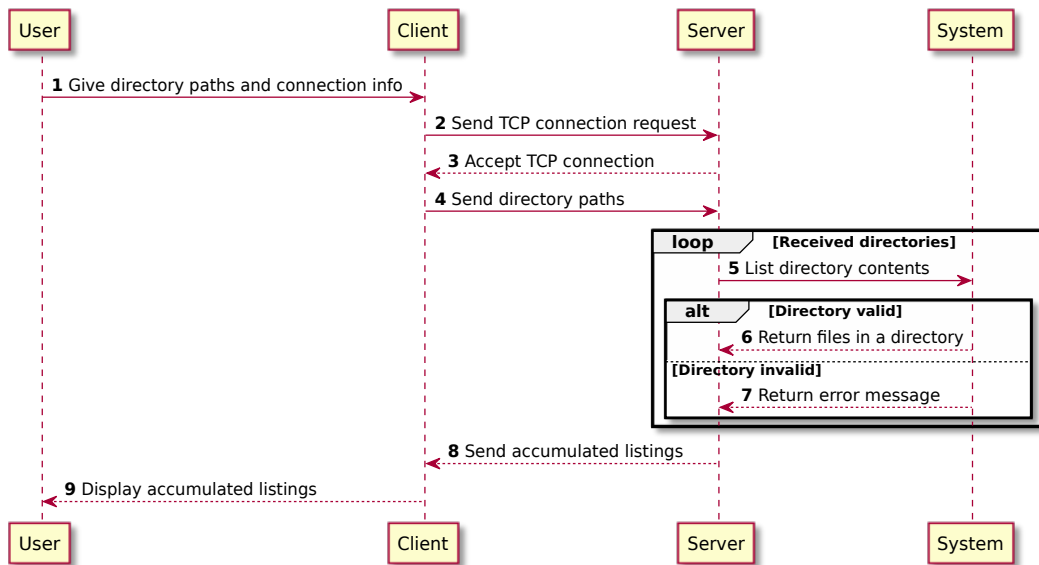 User Client Server System
1 Give directory paths and connection info
2 Send TCP connection request
3 Accept TCP connection
4 Send directory paths
loop [Received directories]
5 List directory contents
alt [Directory valid]
6 Return files in a directory
[Directory invalid]
7 Return error message
8 Send accumulated listings
9 Display accumulated listings
User Client Server System